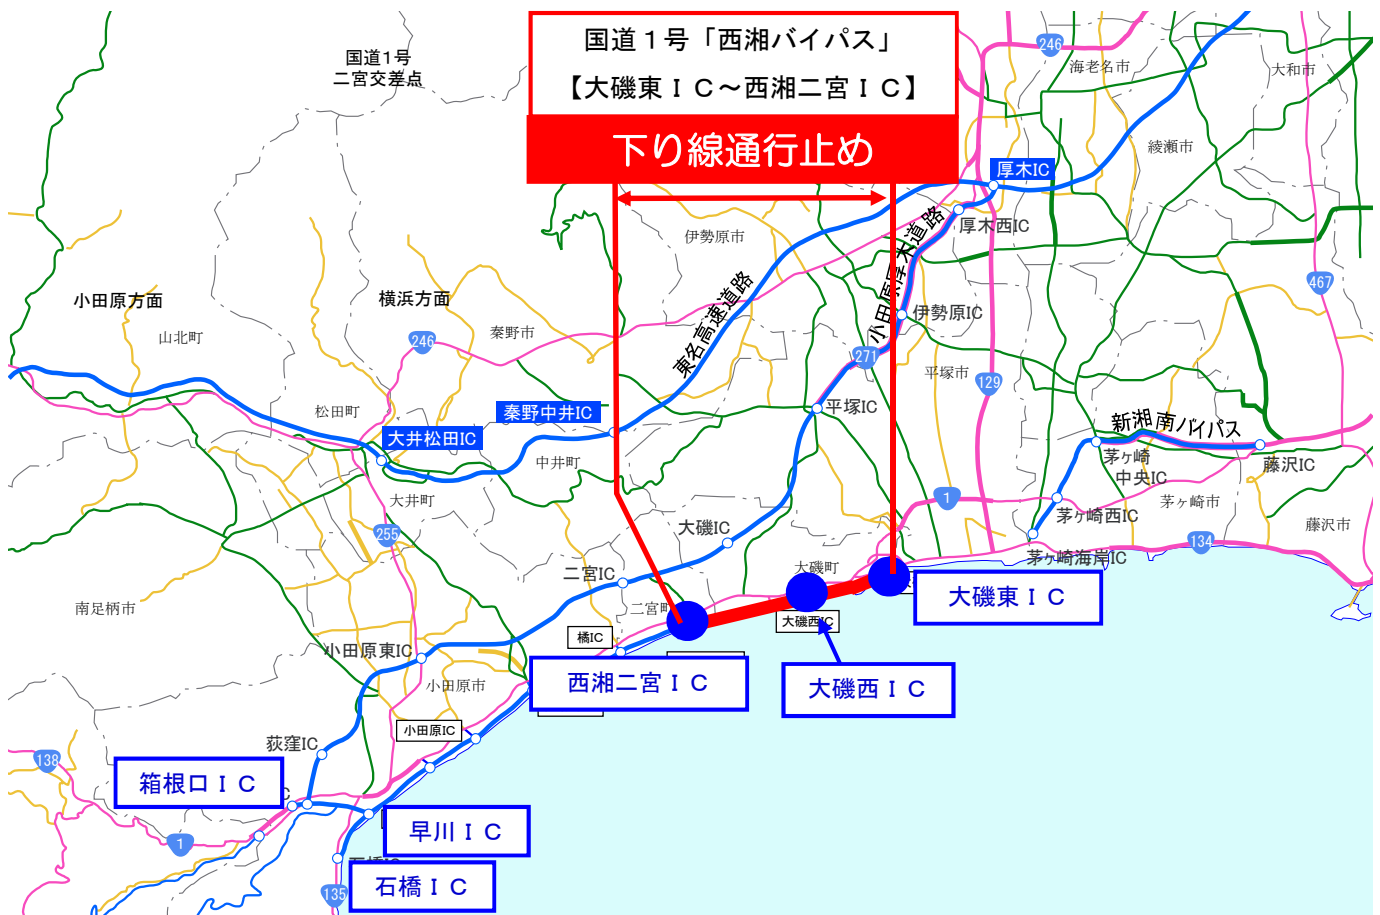 国道１号「西湘バイパス」
【大磯東ＩＣ～西湘二宮ＩＣ】
下り線通行止め
国道1号
二宮交差点
246
海老名市
大和市
綾瀬市
厚木IC
厚木西IC
伊勢原市
小田原厚木道路
467
小田原方面
横浜方面
東名高速道路
伊勢原IC
山北町
246
秦野市
271
平塚市
129
松田町
秦野中井IC
平塚IC
新湘南バイパス
大井松田IC
中井町
茅ヶ崎
中央IC
藤沢IC
大井町
1
茅ヶ崎西IC
茅ヶ崎市
藤沢市
255
大磯IC
134
茅ヶ崎海岸IC
二宮IC
大磯町
大磯東ＩＣ
南足柄市
二宮町
大磯西IC
橘IC
小田原東IC
西湘二宮ＩＣ
大磯西ＩＣ
小田原市
小田原IC
荻窪IC
138
箱根口ＩＣ
早川ＩＣ
1
石橋ＩＣ
135